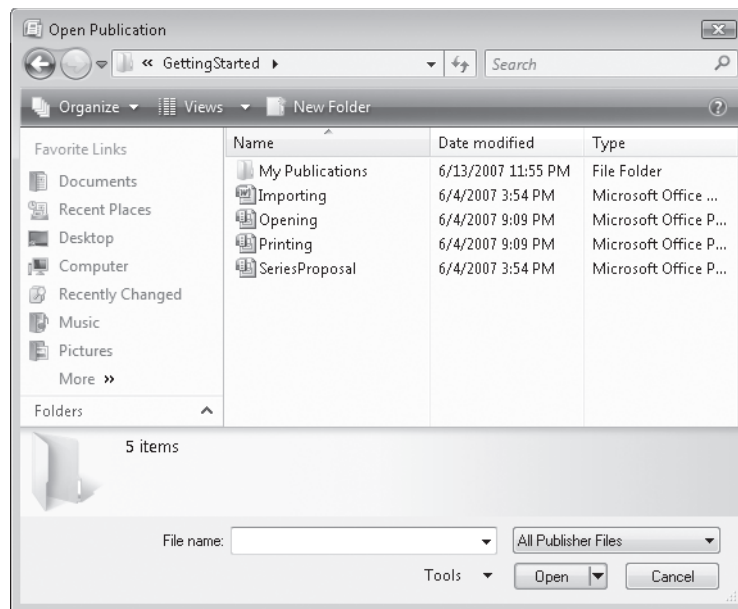 Open Publication
« GettingStarted
Search
Organize Views New Folder
Favorite Links
Documents
Recent Places
Desktop
Computer
Recently Changed
Music
Pictures
More »
Folders
Name Date modified Type
My Publications 6/13/2007 11:55 PM File Folder
Importing 6/4/2007 3:54 PM Microsoft Office ...
Opening 6/4/2007 9:09 PM Microsoft Office P...
Printing 6/4/2007 9:09 PM Microsoft Office P...
SeriesProposal 6/4/2007 3:54 PM Microsoft Office P...
5 items
File name: All Publisher Files
Tools Open Cancel